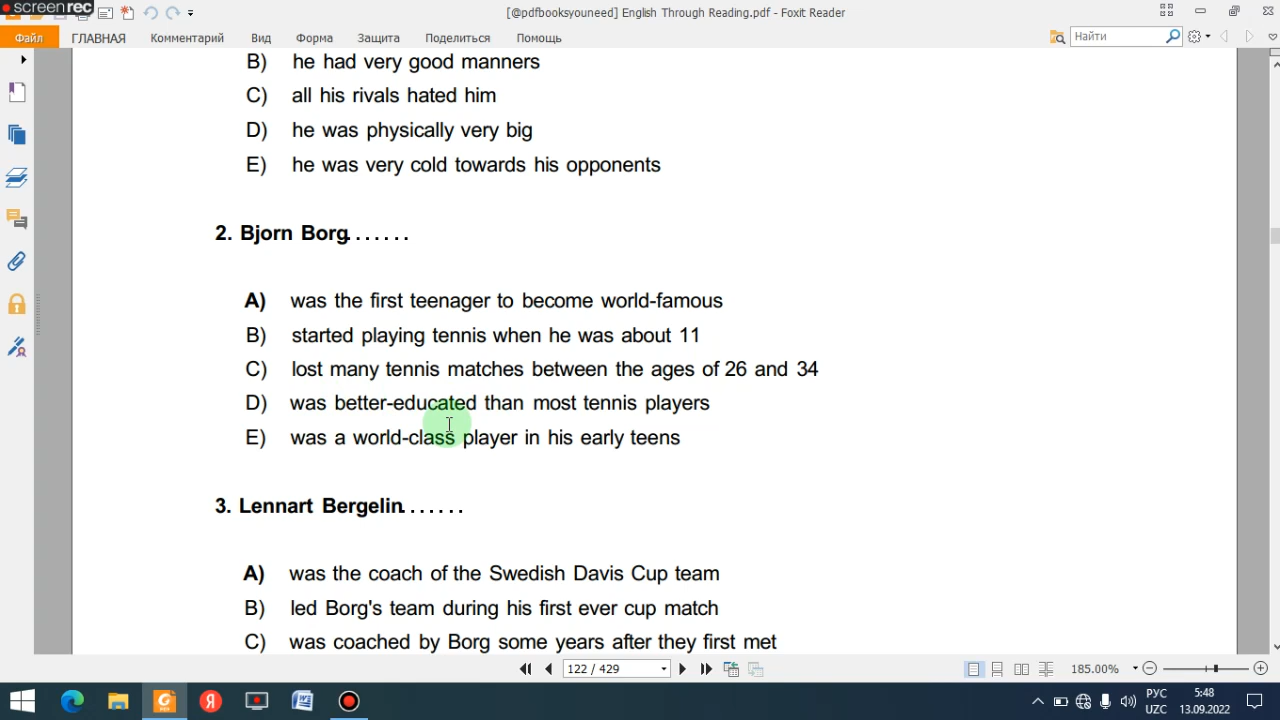 screenrec
[@pdfbooksyouneed] English Through Reading.pdf - Foxit Reader
Файл ГЛАВНАЯ Комментарий Вид Форма Защита Поделиться Помощь Найти
B) he had very good manners
C) all his rivals hated him
D) he was physically very big
E) he was very cold towards his opponents
2. Bjorn Borg.......
A) was the first teenager to become world-famous
B) started playing tennis when he was about 11
C) lost many tennis matches between the ages of 26 and 34
D) was better-educated than most tennis players
E) was a world-class player in his early teens
3. Lennart Bergelin.......
A) was the coach of the Swedish Davis Cup team
B) led Borg's team during his first ever cup match
C) was coached by Borg some years after they first met
122 / 429 185.00%
РУС 5:48
UZC 13.09.2022